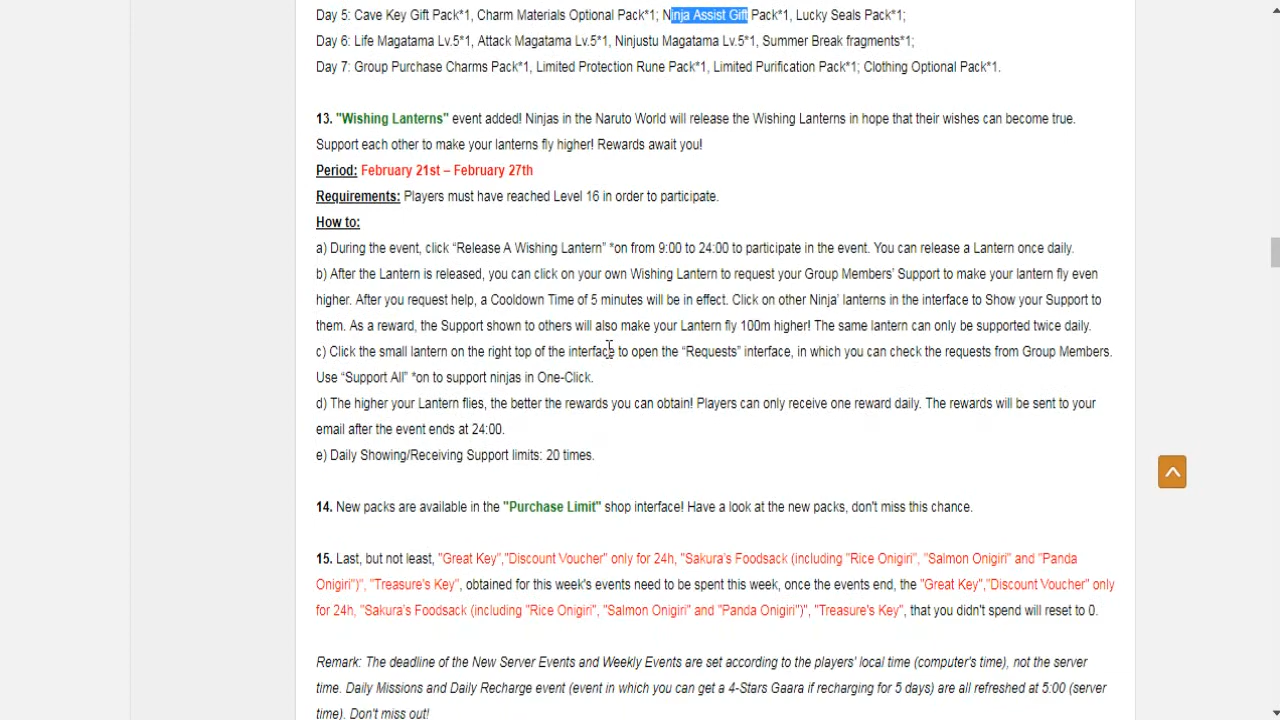 Day 5: Cave Key Gift Pack*1, Charm Materials Optional Pack*1; Ninja Assist Gift Pack*1, Lucky Seals Pack*1;
Day 6: Life Magatama Lv.5*1, Attack Magatama Lv.5*1, Ninjustu Magatama Lv.5*1, Summer Break fragments*1;
Day 7: Group Purchase Charms Pack*1, Limited Protection Rune Pack*1, Limited Purification Pack*1; Clothing Optional Pack*1.
13. "Wishing Lanterns" event added! Ninjas in the Naruto World will release the Wishing Lanterns in hope that their wishes can become true.
Support each other to make your lanterns fly higher! Rewards await you!
Period: February 21st – February 27th
Requirements: Players must have reached Level 16 in order to participate.
How to:
a) During the event, click “Release A Wishing Lantern” *on from 9:00 to 24:00 to participate in the event. You can release a Lantern once daily.
b) After the Lantern is released, you can click on your own Wishing Lantern to request your Group Members’ Support to make your lantern fly even
higher. After you request help, a Cooldown Time of 5 minutes will be in effect. Click on other Ninja’ lanterns in the interface to Show your Support to
them. As a reward, the Support shown to others will also make your Lantern fly 100m higher! The same lantern can only be supported twice daily.
c) Click the small lantern on the right top of the interface to open the “Requests” interface, in which you can check the requests from Group Members.
Use “Support All” *on to support ninjas in One-Click.
d) The higher your Lantern flies, the better the rewards you can obtain! Players can only receive one reward daily. The rewards will be sent to your
email after the event ends at 24:00.
e) Daily Showing/Receiving Support limits: 20 times.
14. New packs are available in the "Purchase Limit" shop interface! Have a look at the new packs, don't miss this chance.
15. Last, but not least, "Great Key","Discount Voucher" only for 24h, "Sakura's Foodsack (including "Rice Onigiri", "Salmon Onigiri" and "Panda
Onigiri")", "Treasure's Key", obtained for this week's events need to be spent this week, once the events end, the "Great Key","Discount Voucher" only
for 24h, "Sakura's Foodsack (including "Rice Onigiri", "Salmon Onigiri" and "Panda Onigiri")", "Treasure's Key", that you didn't spend will reset to 0.
Remark: The deadline of the New Server Events and Weekly Events are set according to the players' local time (computer's time), not the server
time. Daily Missions and Daily Recharge event (event in which you can get a 4-Stars Gaara if recharging for 5 days) are all refreshed at 5:00 (server
time). Don't miss out!